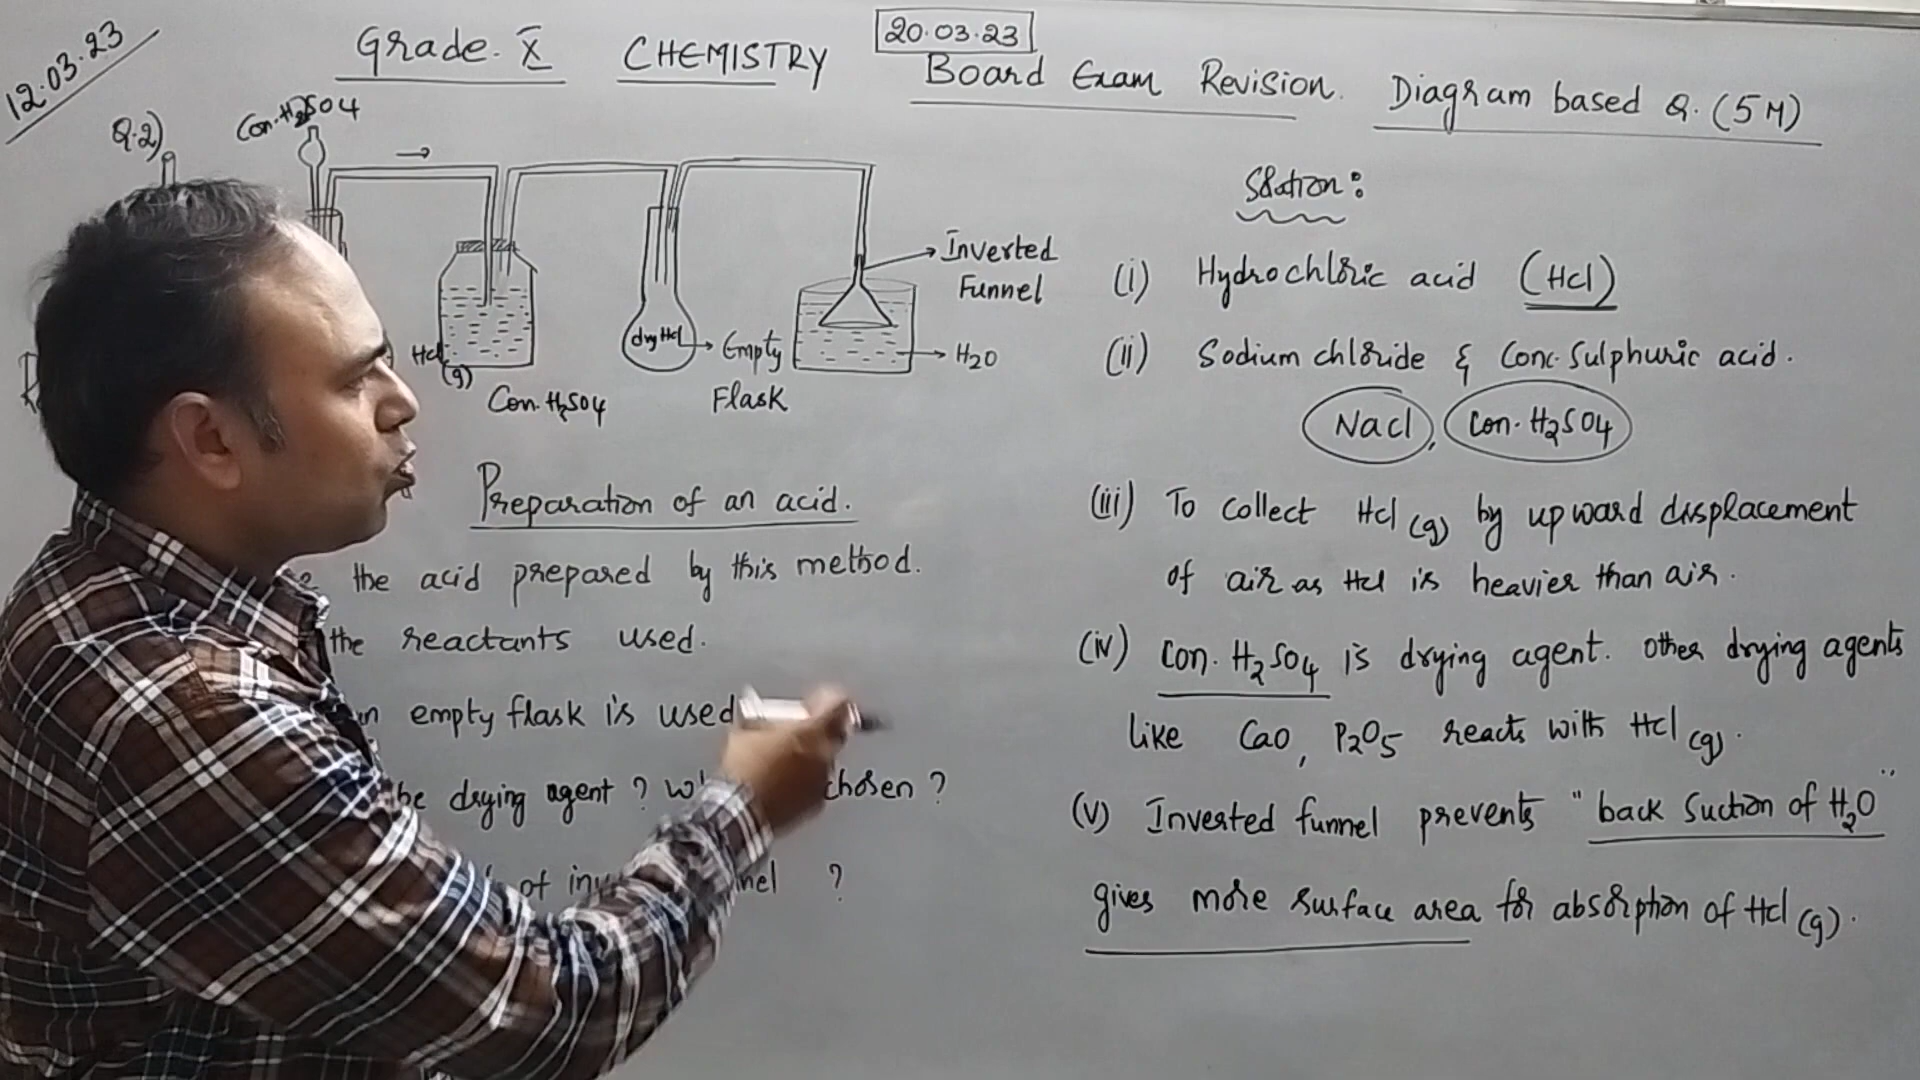 12.03.23
Grade. X CHEMISTRY
20.03.23
Board Exam Revision. Diagram based Q. (5M)
Q.2)
Con. H2SO4
Inverted
Funnel
dry Hcl
Empty
Flask
H2O
Hcl
(g)
Con. H2SO4
Preparation of an acid.
the acid prepared by this method.
the reactants used.
empty flask is used
drying agent ? chosen ?
of ?
Solution :
(i) Hydrochloric acid (Hcl)
(ii) Sodium chloride & Conc. Sulphuric acid.
Nacl, Con. H2SO4
(iii) To collect Hcl (g) by upward displacement
of air as Hcl is heavier than air.
(iv) Con. H2SO4 is drying agent. Other drying agents
like CaO, P2O5 reacts with Hcl (g).
(v) Inverted funnel prevents "back suction of H2O"
gives more surface area for absorption of Hcl (g).